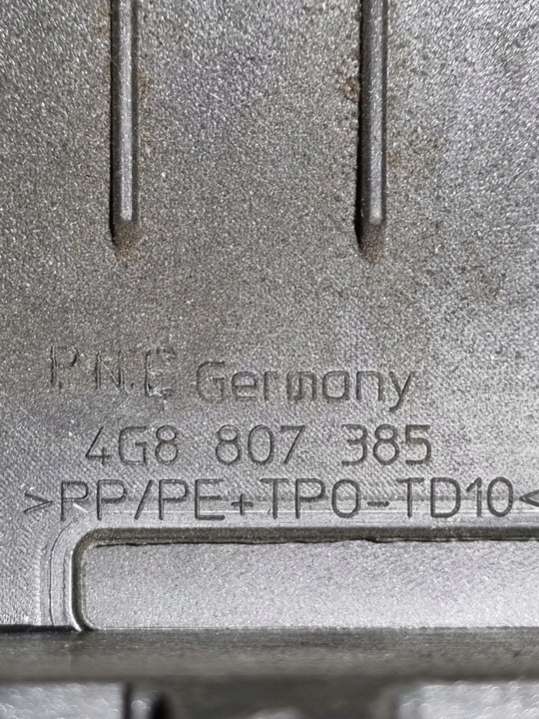 Germany
4G8 807 385
>PP/PE+TPO-TD10<